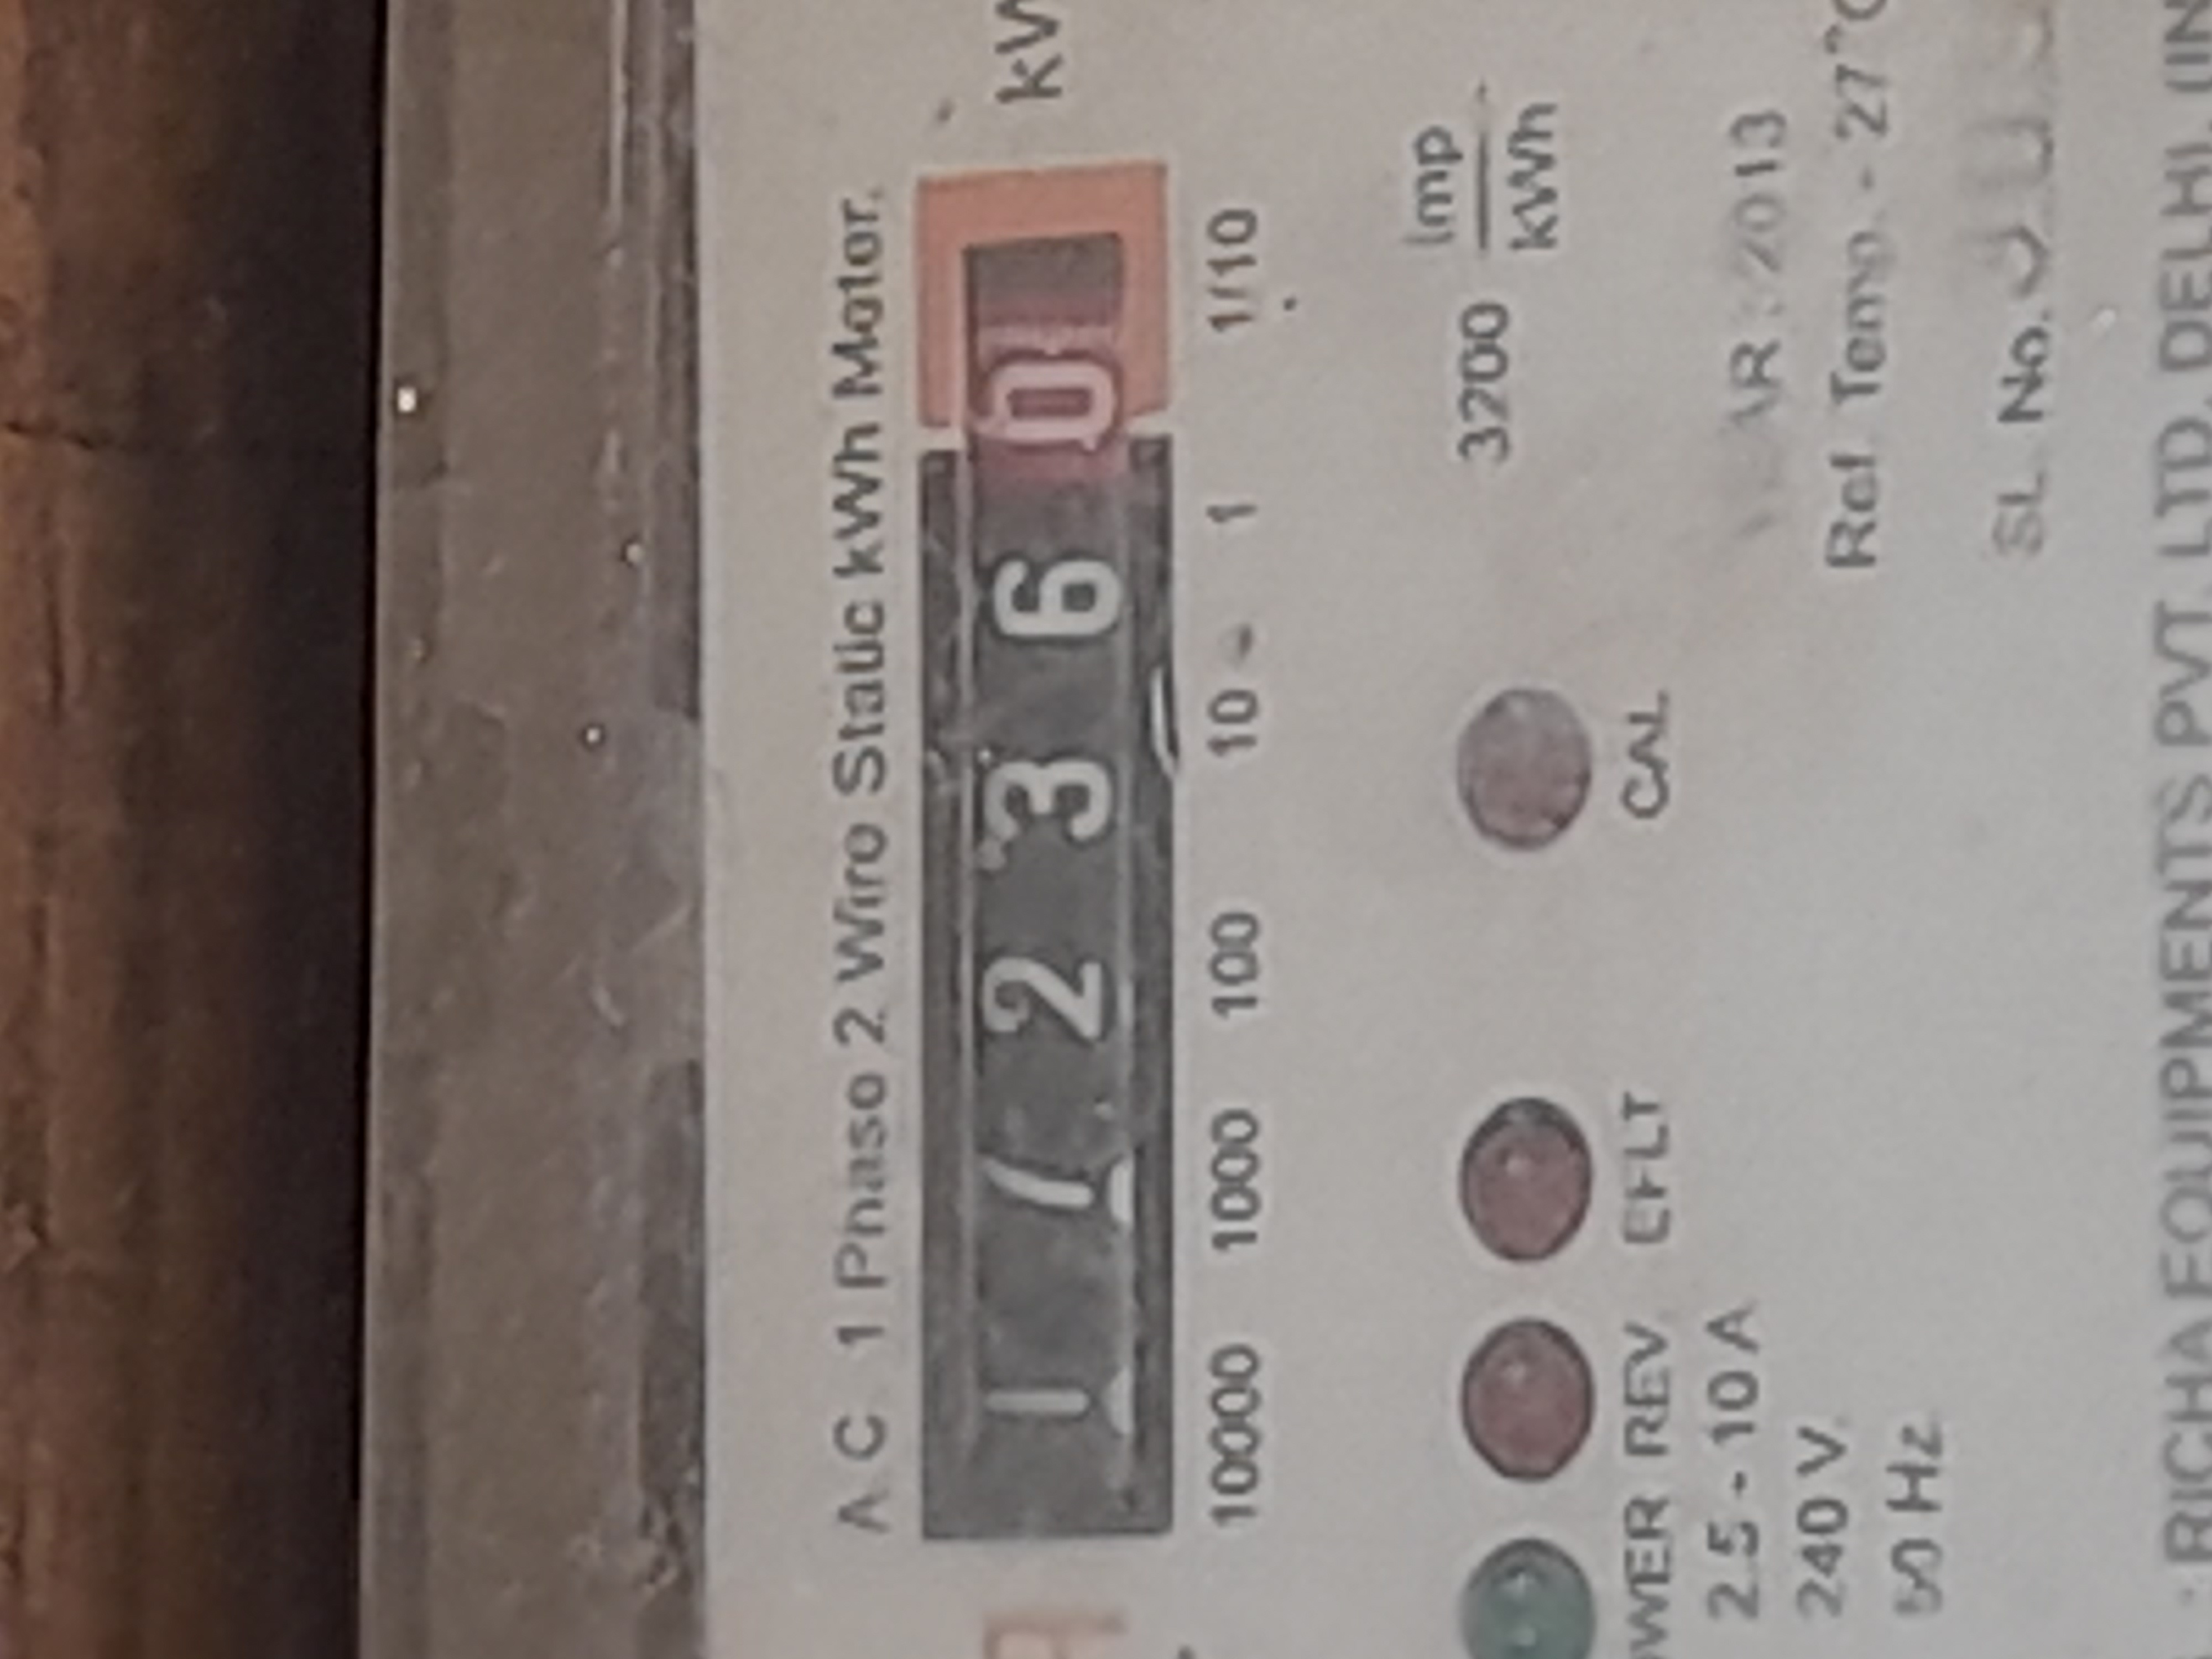 A C 1 Phase 2 Wire Static kWh Meter.
1 7 2 3 6 0
kW
10000 1000 100 10 1 1/10
3200 Imp
kWh
CAL
EFLT
REV
2.5 - 10 A
240 V.
50 Hz
2013
Ref. Temp. - 27°C
SL. No.
RICHA EQUIPMENTS PVT. LTD. DELHI (IN